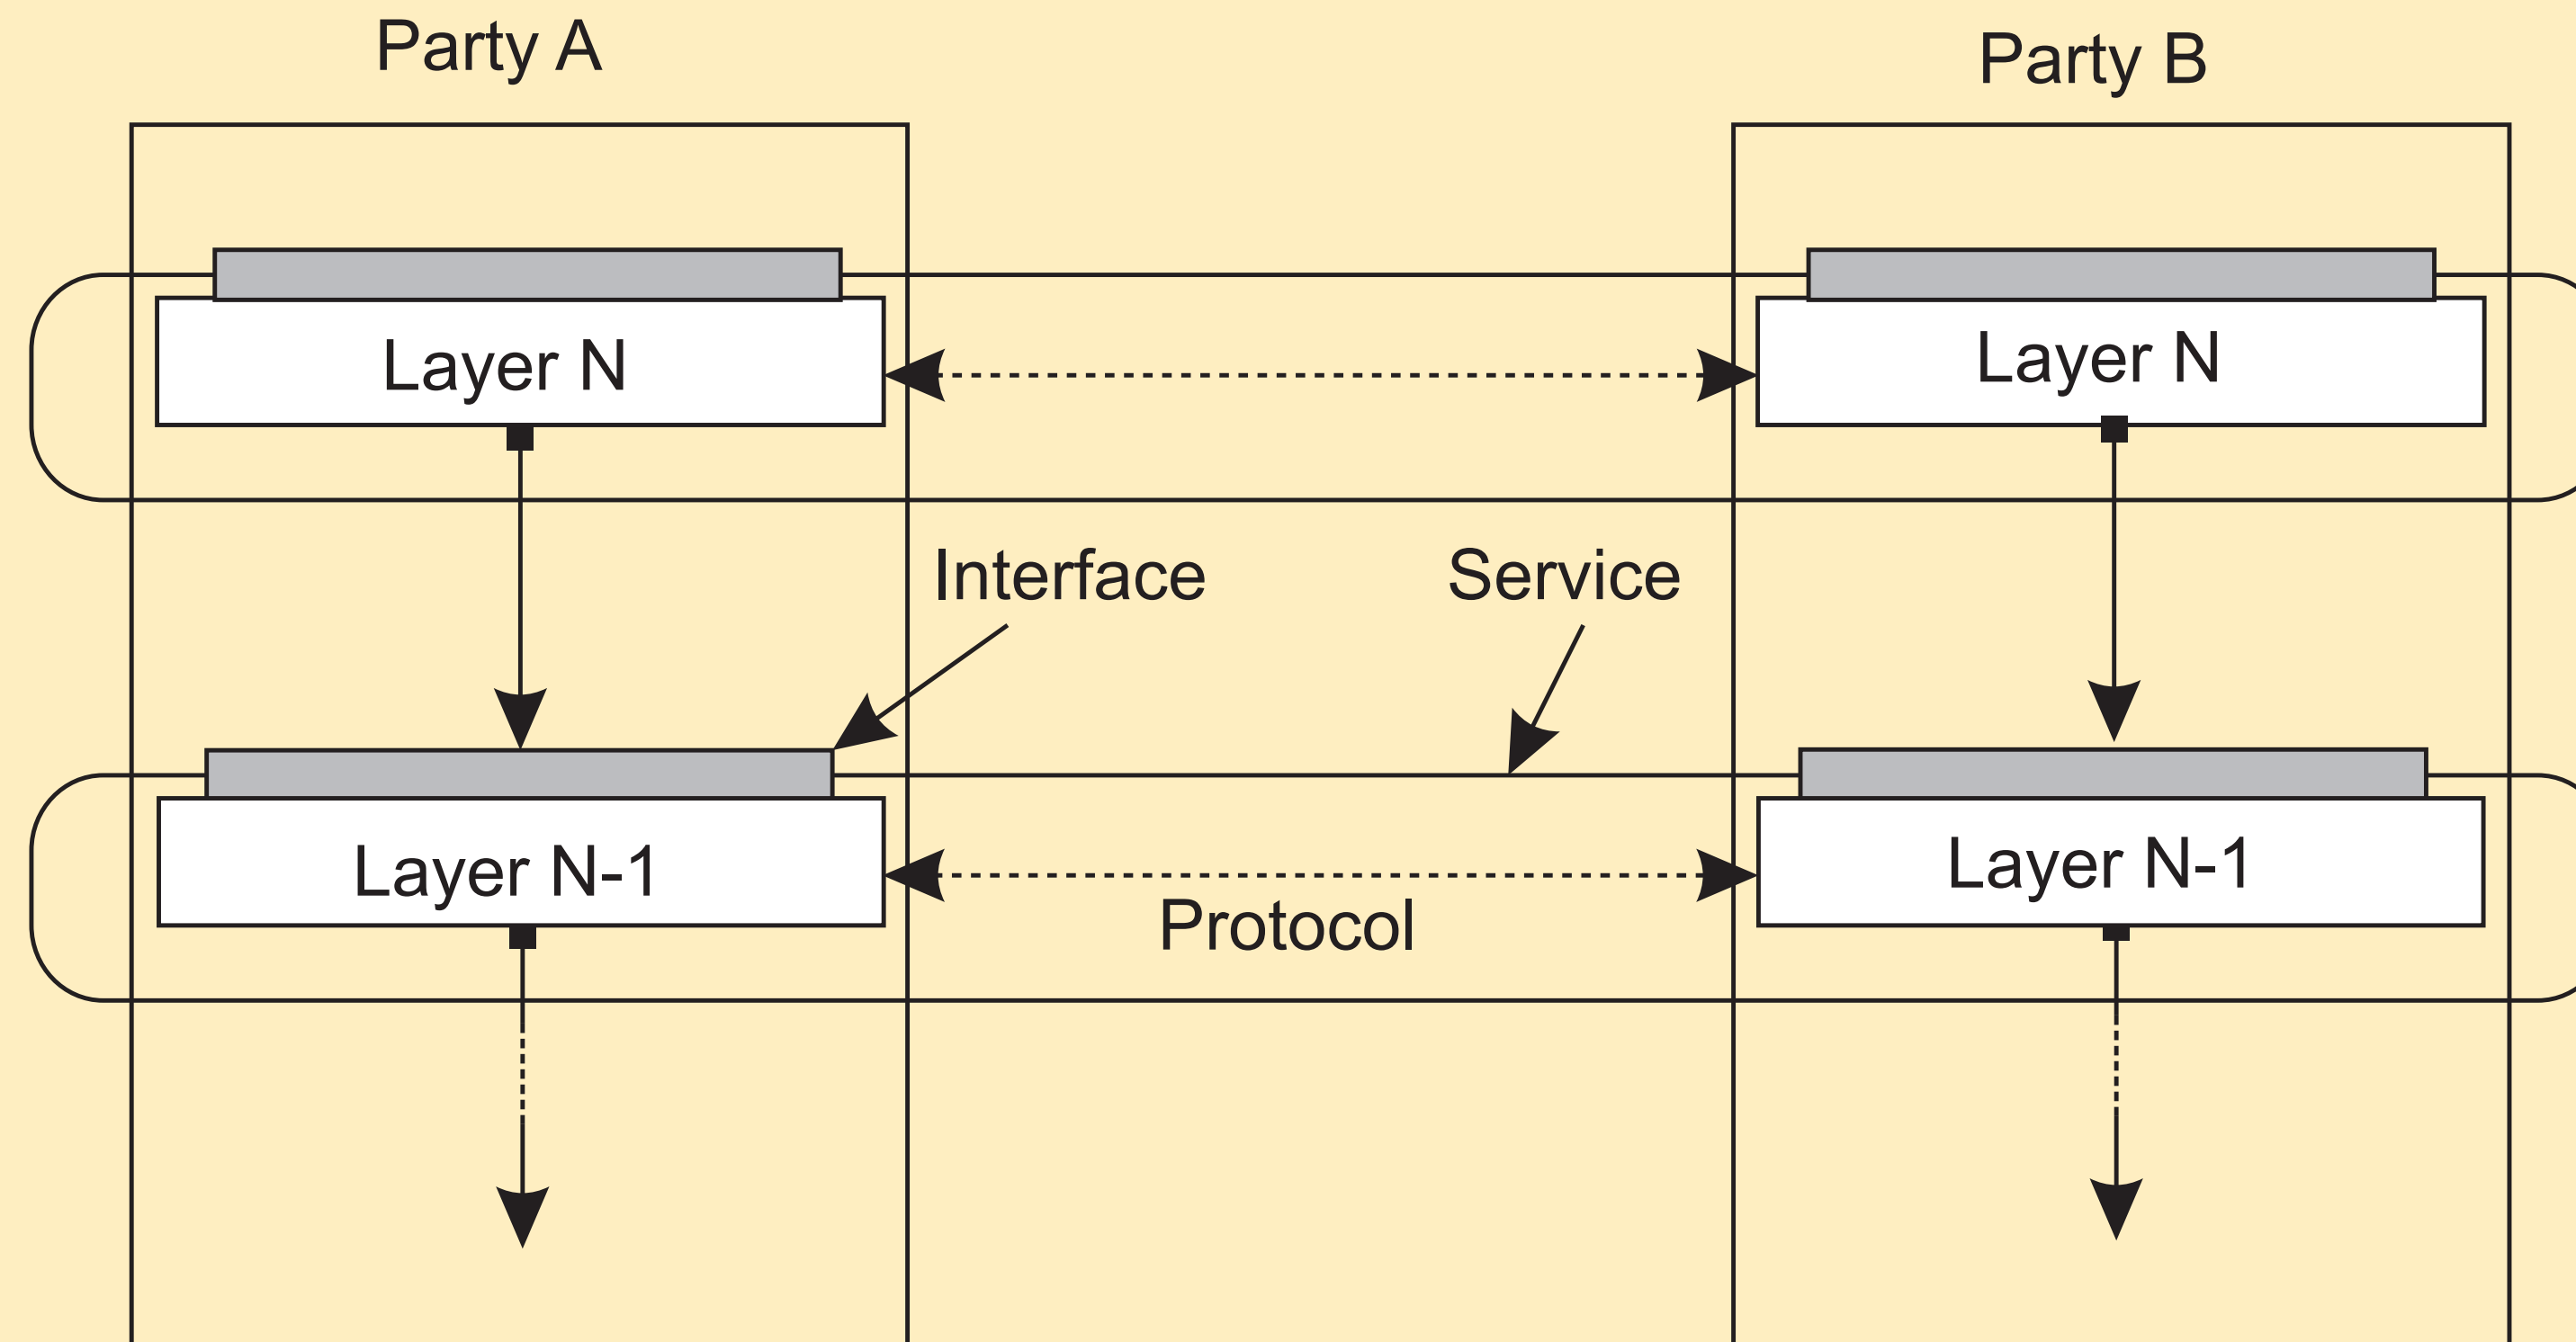 Party A
Party B
Layer N
Layer N
Interface
Service
Layer N-1
Layer N-1
Protocol